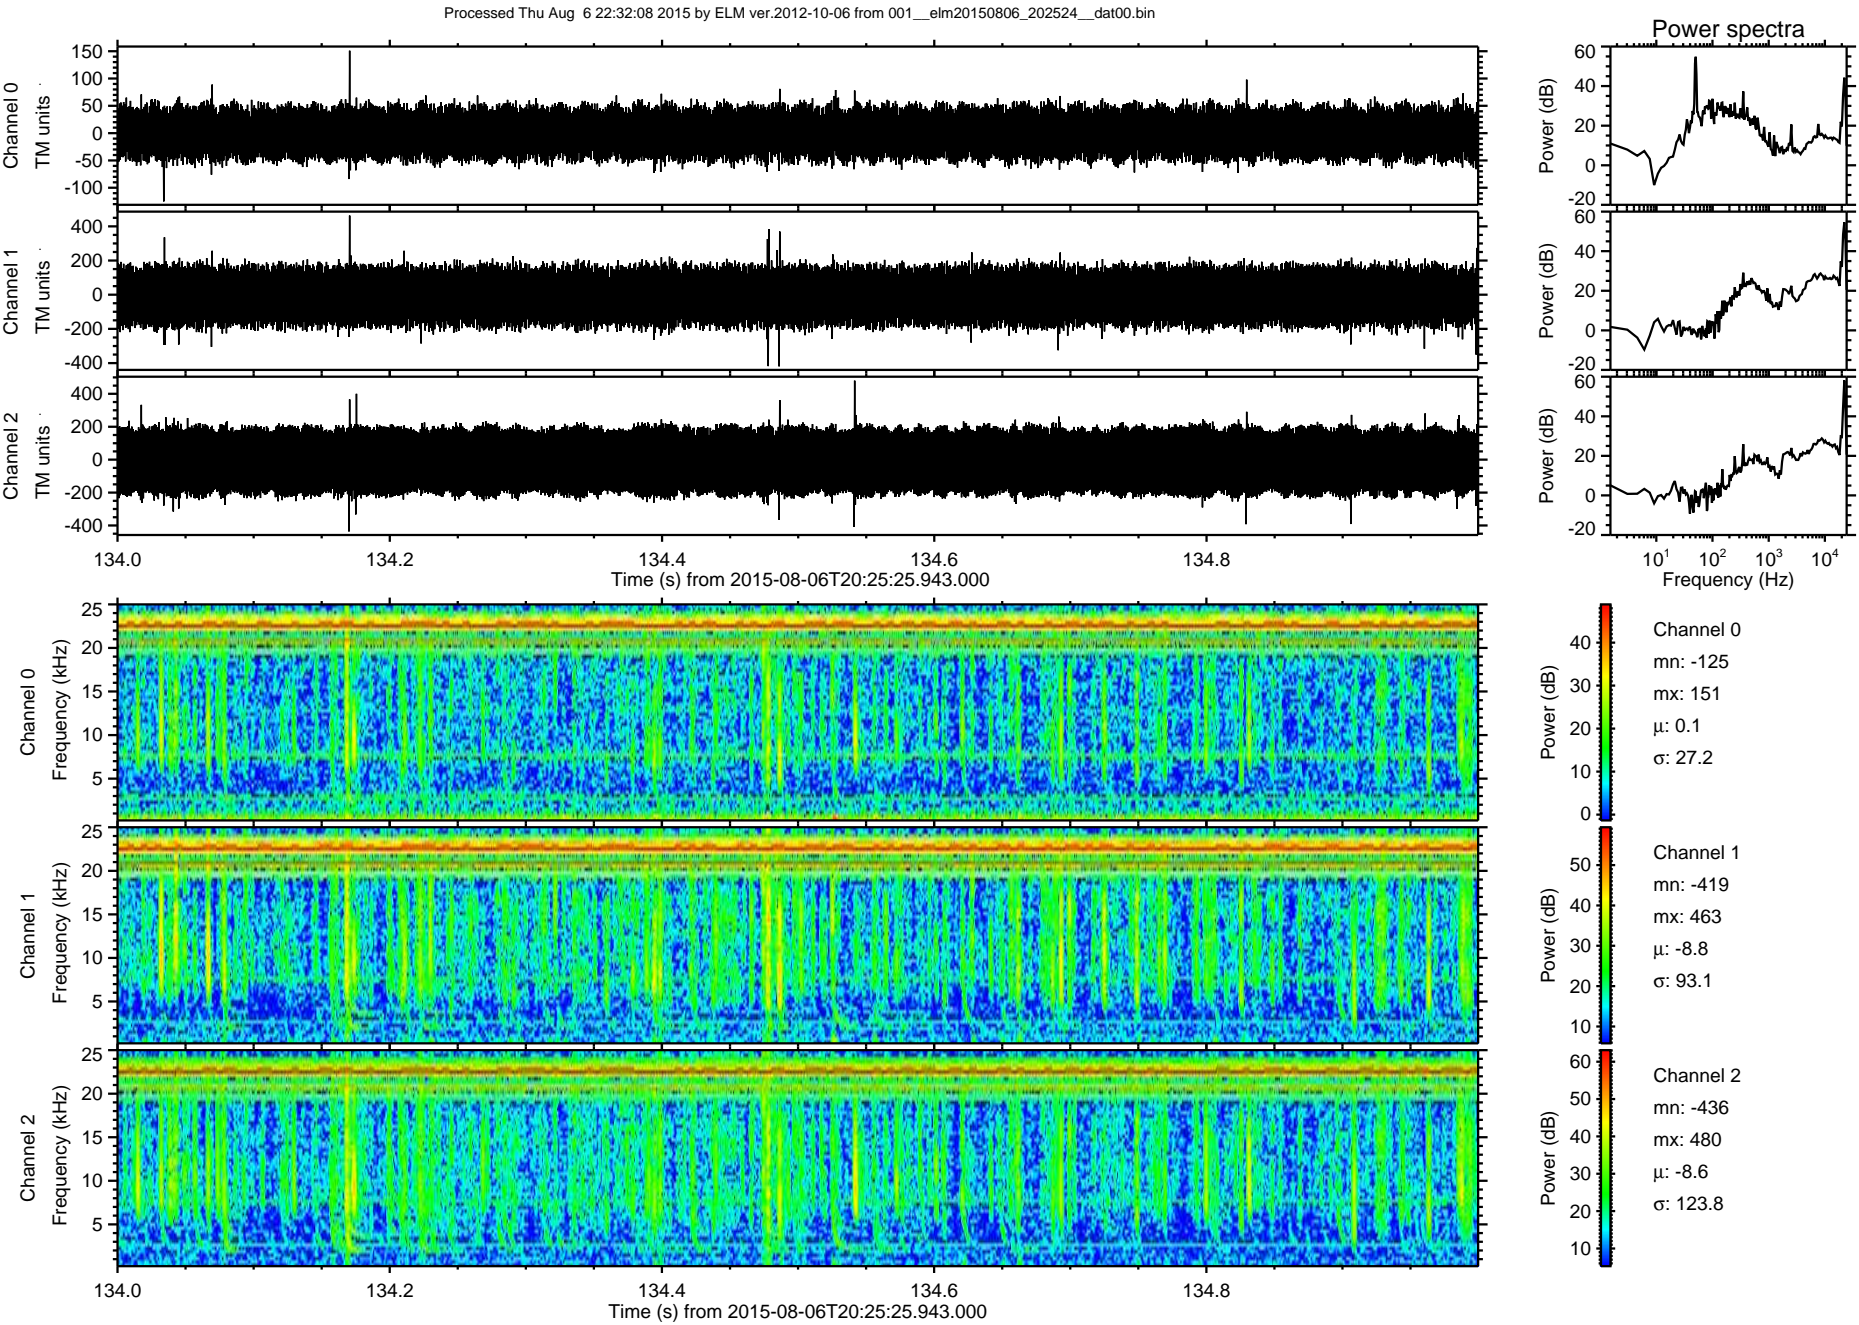 Processed Thu Aug  6 22:32:08 2015 by ELM ver.2012-10-06 from 001__elm20150806_202524__dat00.bin
Power spectra
Channel 0
TM units
150
100
50
0
-50
-100
Power (dB)
60
40
20
0
-20
Channel 1
TM units
400
200
0
-200
-400
Power (dB)
60
40
20
0
-20
Channel 2
TM units
400
200
0
-200
-400
Power (dB)
60
40
20
0
-20
134.0 134.2 134.4 134.6 134.8
Time (s) from 2015-08-06T20:25:25.943.000
10¹ 10² 10³ 10⁴
Frequency (Hz)
Channel 0
Frequency (kHz)
25
20
15
10
5
Power (dB)
40
30
20
10
0
Channel 0
mn: -125
mx: 151
μ: 0.1
σ: 27.2
Channel 1
Frequency (kHz)
25
20
15
10
5
Power (dB)
50
40
30
20
10
Channel 1
mn: -419
mx: 463
μ: -8.8
σ: 93.1
Channel 2
Frequency (kHz)
25
20
15
10
5
Power (dB)
60
50
40
30
20
10
Channel 2
mn: -436
mx: 480
μ: -8.6
σ: 123.8
134.0 134.2 134.4 134.6 134.8
Time (s) from 2015-08-06T20:25:25.943.000